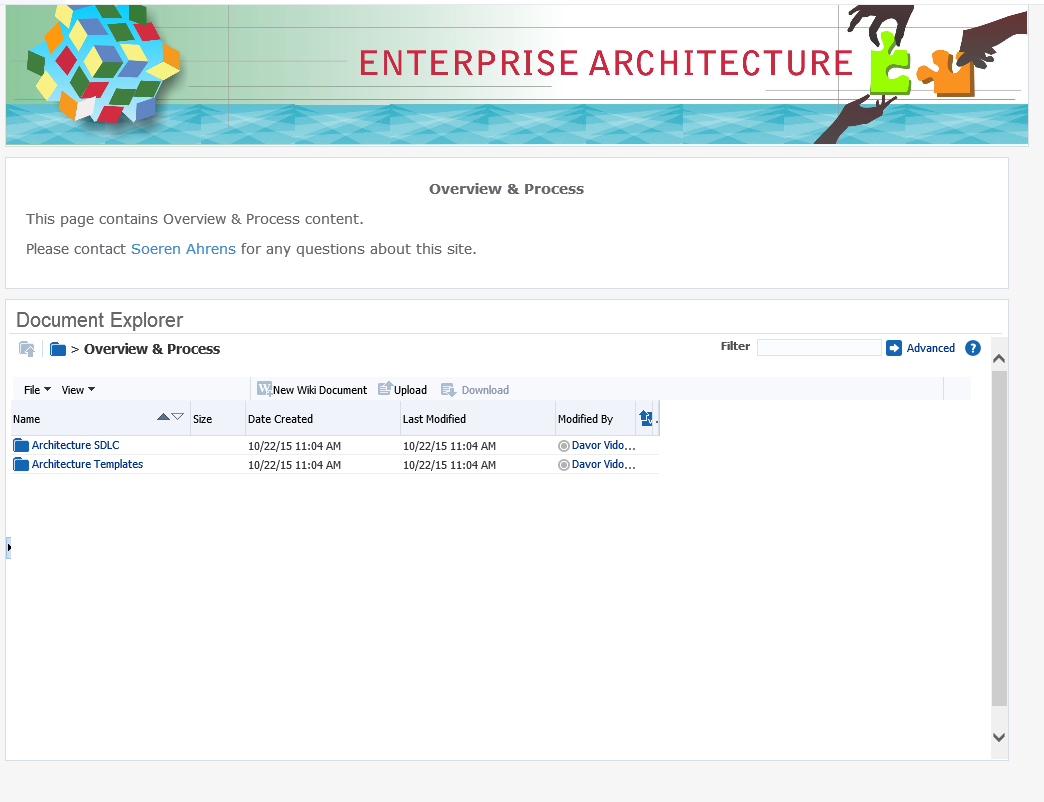 ENTERPRISE ARCHITECTURE
Overview & Process
This page contains Overview & Process content.
Please contact Soeren Ahrens for any questions about this site.
Document Explorer
> Overview & Process
Filter
Advanced ?
File View
New Wiki Document Upload Download
Name Size Date Created Last Modified Modified By
Architecture SDLC 10/22/15 11:04 AM 10/22/15 11:04 AM Davor Vido...
Architecture Templates 10/22/15 11:04 AM 10/22/15 11:04 AM Davor Vido...